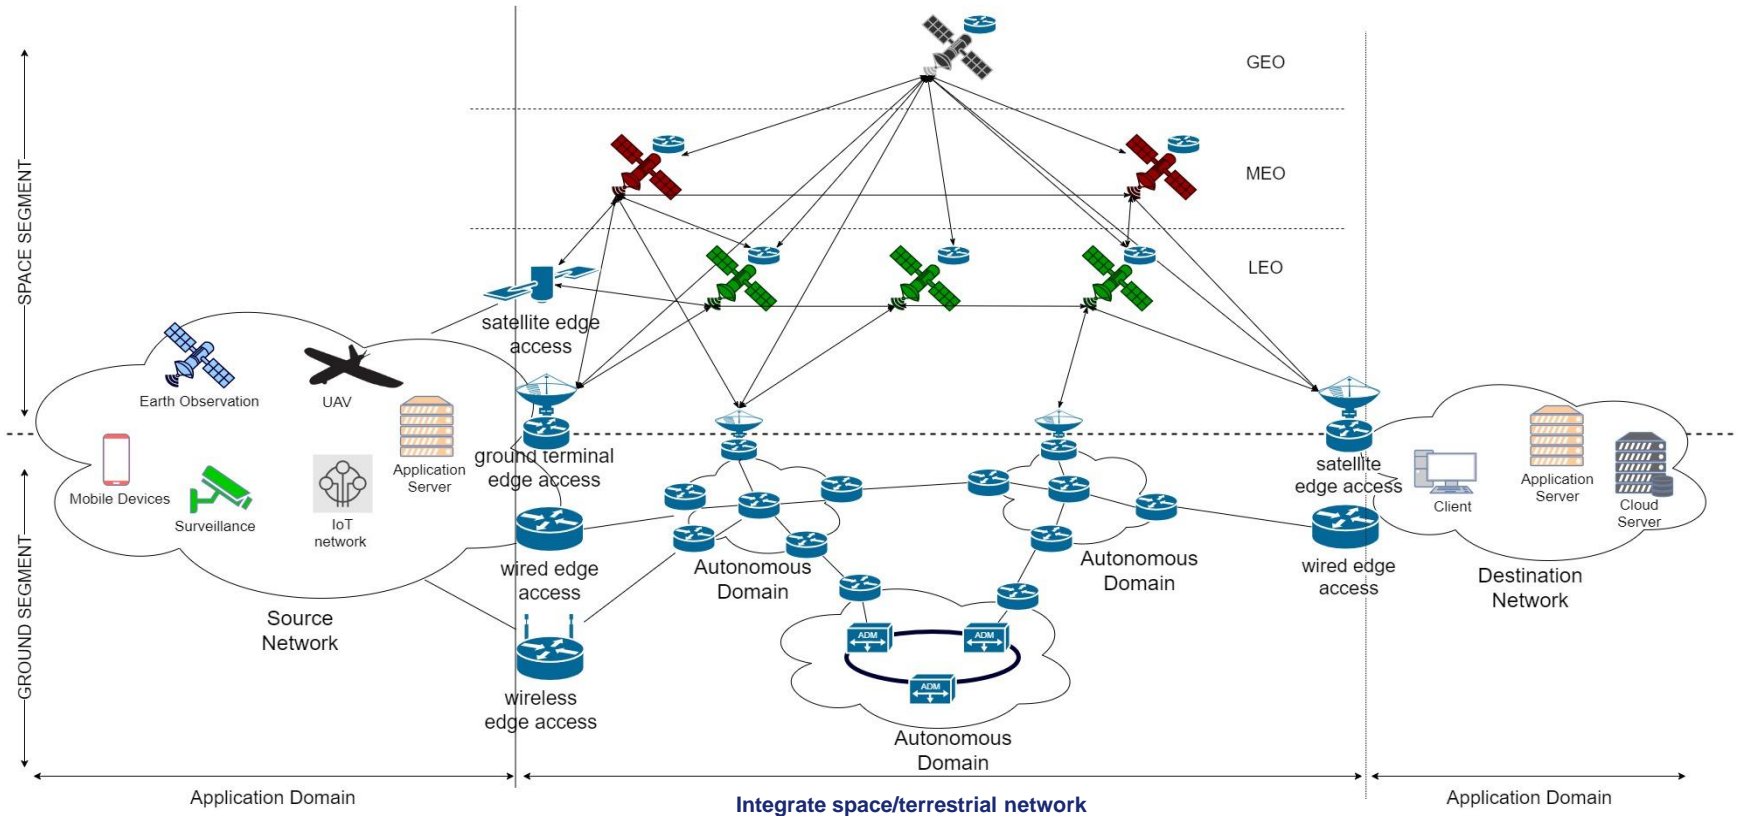 GEO
MEO
LEO
SPACE SEGMENT
GROUND SEGMENT
satellite edge
access
Earth Observation
UAV
Application
Server
Mobile Devices
Surveillance
IoT
network
Source
Network
ground terminal
edge access
wired edge
access
wireless
edge access
Autonomous
Domain
Autonomous
Domain
ADM
ADM
ADM
Autonomous
Domain
satellite
edge access
wired edge
access
Client
Application
Server
Cloud
Server
Destination
Network
Application Domain
Integrate space/terrestrial network
Application Domain